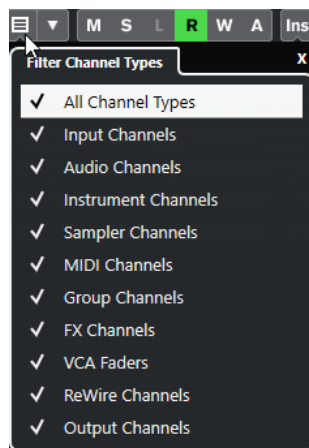 M S L R W A Ins
Filter Channel Types X
All Channel Types
Input Channels
Audio Channels
Instrument Channels
Sampler Channels
MIDI Channels
Group Channels
FX Channels
VCA Faders
ReWire Channels
Output Channels